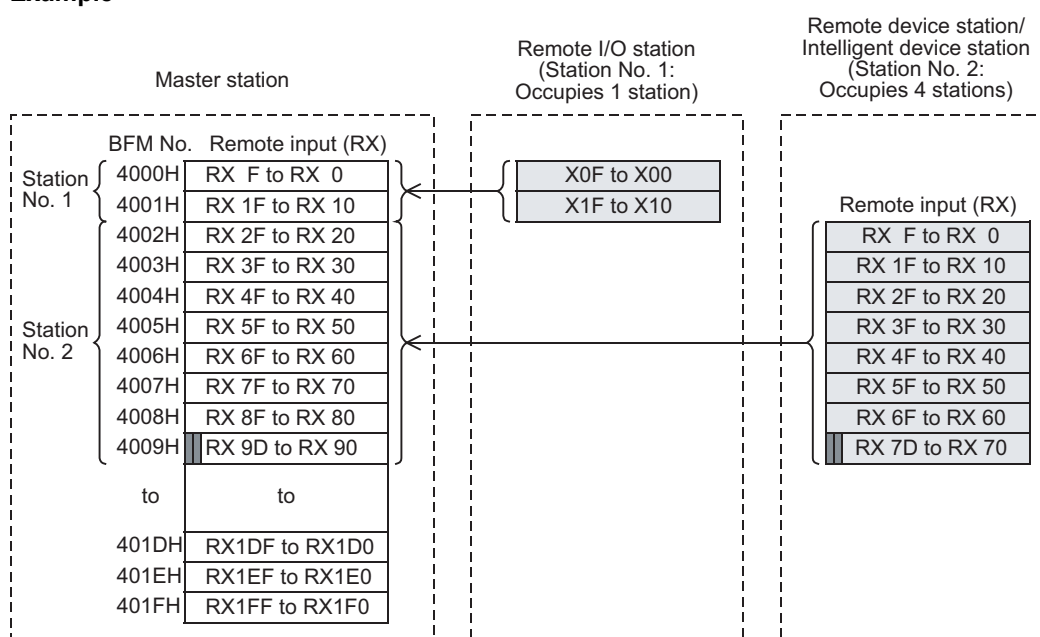 Example
Master station
Remote I/O station
(Station No. 1:
Occupies 1 station)
Remote device station/
Intelligent device station
(Station No. 2:
Occupies 4 stations)
BFM No. Remote input (RX)
Station No. 1
4000H RX F to RX 0
4001H RX 1F to RX 10
Station No. 2
4002H RX 2F to RX 20
4003H RX 3F to RX 30
4004H RX 4F to RX 40
4005H RX 5F to RX 50
4006H RX 6F to RX 60
4007H RX 7F to RX 70
4008H RX 8F to RX 80
4009H RX 9D to RX 90
to to
401DH RX1DF to RX1D0
401EH RX1EF to RX1E0
401FH RX1FF to RX1F0
X0F to X00
X1F to X10
Remote input (RX)
RX F to RX 0
RX 1F to RX 10
RX 2F to RX 20
RX 3F to RX 30
RX 4F to RX 40
RX 5F to RX 50
RX 6F to RX 60
RX 7D to RX 70